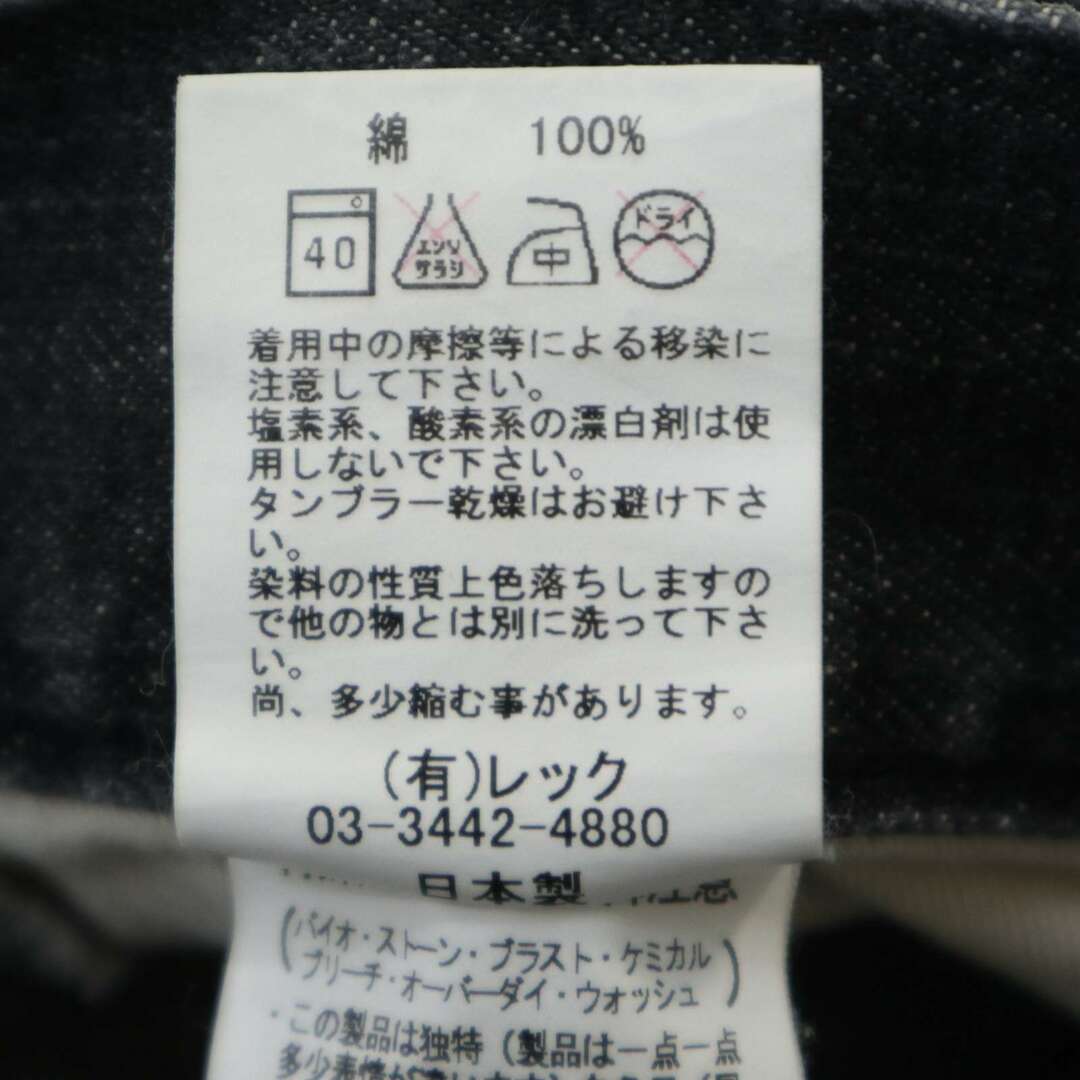 綿 100%
40 エンソ サラシ 中 ドライ
着用中の摩擦等による移染に
注意して下さい。
塩素系、酸素系の漂白剤は使
用しないで下さい。
タンブラー乾燥はお避け下さ
い。
染料の性質上色落ちしますの
で他の物とは別に洗って下さ
い。
尚、多少縮む事があります。
(有)レック
03-3442-4880
日本製
(バイオ・ストーン・ブラスト・ケミカル
ブリーチ・オーバーダイ・ウォッシュ)
・この製品は独特(製品は一点一点
多少表情が